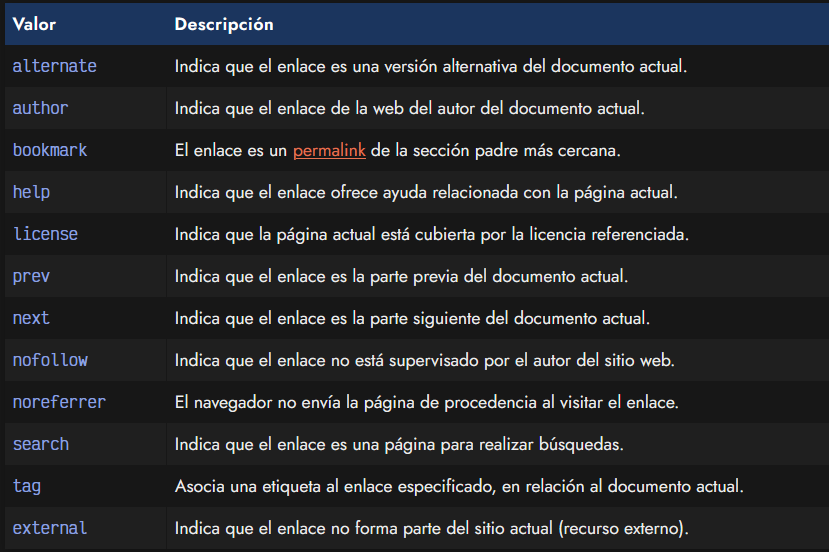 Valor Descripción
alternate Indica que el enlace es una versión alternativa del documento actual.
author Indica que el enlace de la web del autor del documento actual.
bookmark El enlace es un permalink de la sección padre más cercana.
help Indica que el enlace ofrece ayuda relacionada con la página actual.
license Indica que la página actual está cubierta por la licencia referenciada.
prev Indica que el enlace es la parte previa del documento actual.
next Indica que el enlace es la parte siguiente del documento actual.
nofollow Indica que el enlace no está supervisado por el autor del sitio web.
noreferrer El navegador no envía la página de procedencia al visitar el enlace.
search Indica que el enlace es una página para realizar búsquedas.
tag Asocia una etiqueta al enlace especificado, en relación al documento actual.
external Indica que el enlace no forma parte del sitio actual (recurso externo).